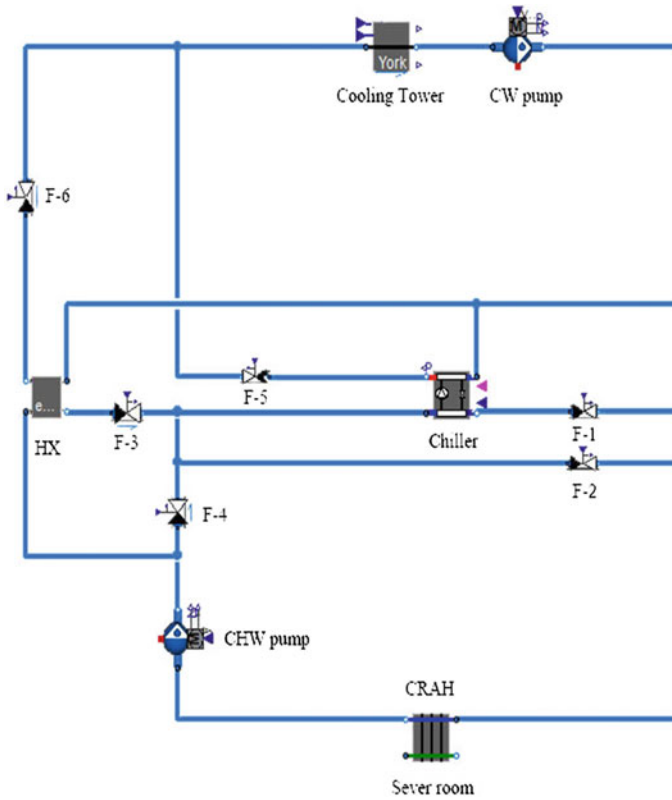 York
Cooling Tower
M
CW pump
F-6
F-5
e...
HX
F-3
Chiller
F-1
F-2
F-4
M
CHW pump
CRAH
Sever room